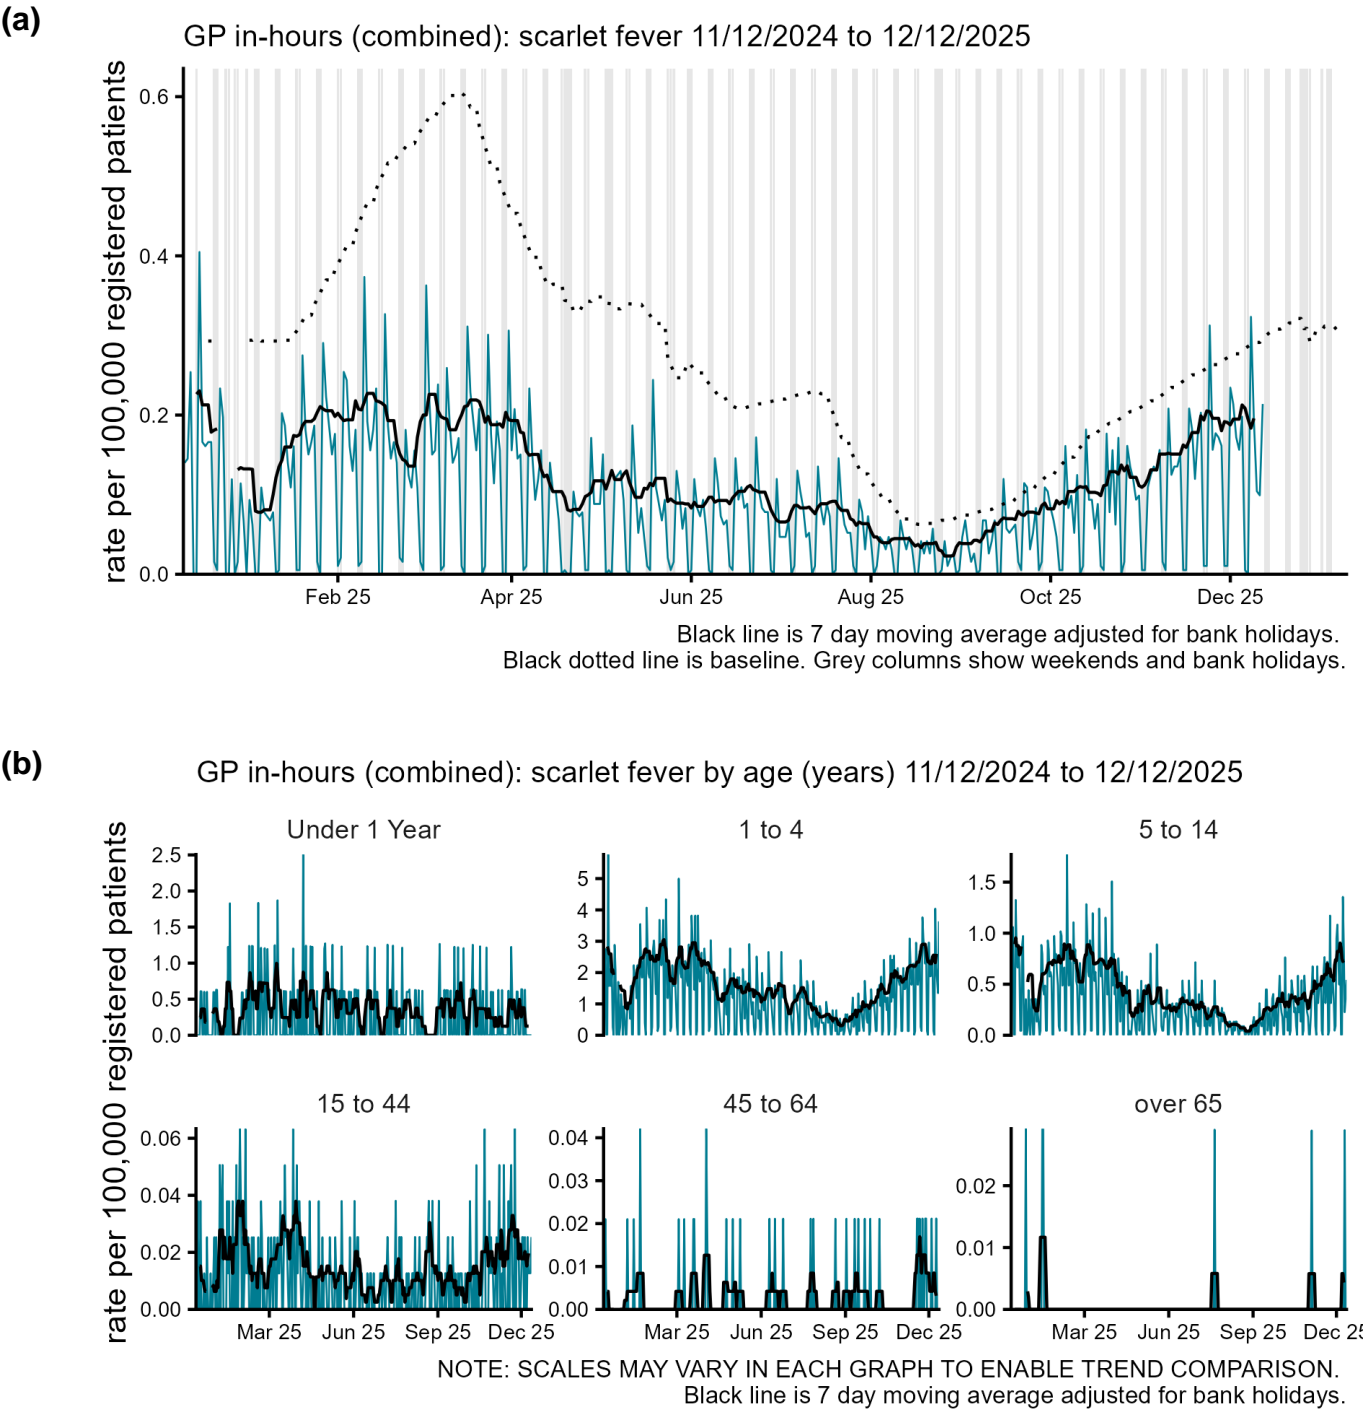 (a)
GP in-hours (combined): scarlet fever 11/12/2024 to 12/12/2025
rate per 100,000 registered patients
0.6
0.4
0.2
0.0
Feb 25 Apr 25 Jun 25 Aug 25 Oct 25 Dec 25
Black line is 7 day moving average adjusted for bank holidays.
Black dotted line is baseline. Grey columns show weekends and bank holidays.
(b)
GP in-hours (combined): scarlet fever by age (years) 11/12/2024 to 12/12/2025
rate per 100,000 registered patients
Under 1 Year
2.5
2.0
1.5
1.0
0.5
0.0
1 to 4
5
4
3
2
1
0
5 to 14
1.5
1.0
0.5
0.0
rate per 100,000 registered patients
15 to 44
0.06
0.04
0.02
0.00
Mar 25 Jun 25 Sep 25 Dec 25
45 to 64
0.04
0.03
0.02
0.01
0.00
Mar 25 Jun 25 Sep 25 Dec 25
over 65
0.02
0.01
0.00
Mar 25 Jun 25 Sep 25 Dec 25
NOTE: SCALES MAY VARY IN EACH GRAPH TO ENABLE TREND COMPARISON.
Black line is 7 day moving average adjusted for bank holidays.